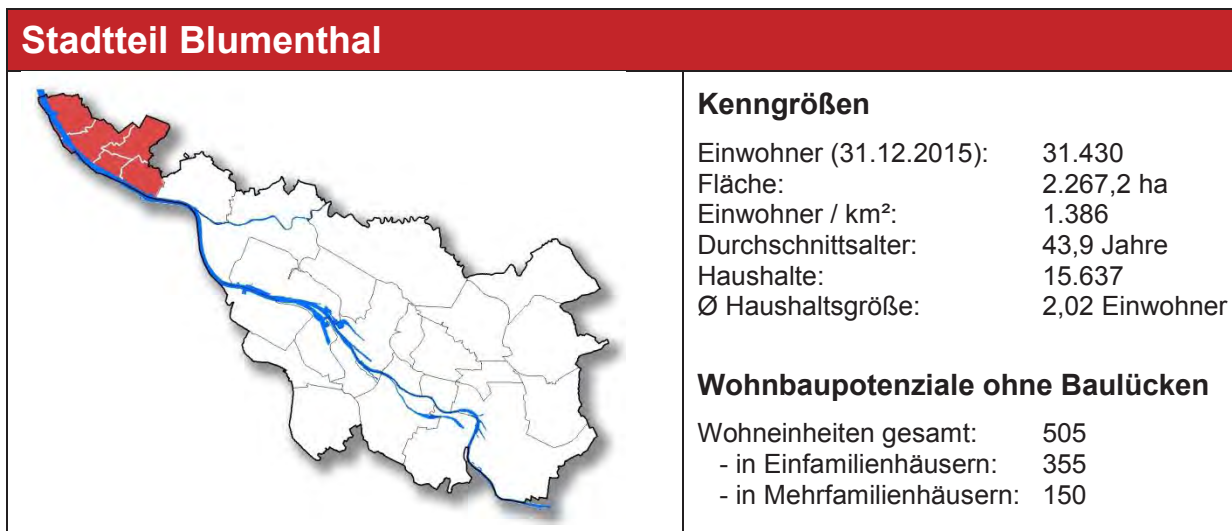 Stadtteil Blumenthal
Kenngrößen
Einwohner (31.12.2015): 31.430
Fläche: 2.267,2 ha
Einwohner / km²: 1.386
Durchschnittsalter: 43,9 Jahre
Haushalte: 15.637
Ø Haushaltsgröße: 2,02 Einwohner
Wohnbaupotenziale ohne Baulücken
Wohneinheiten gesamt: 505
- in Einfamilienhäusern: 355
- in Mehrfamilienhäusern: 150